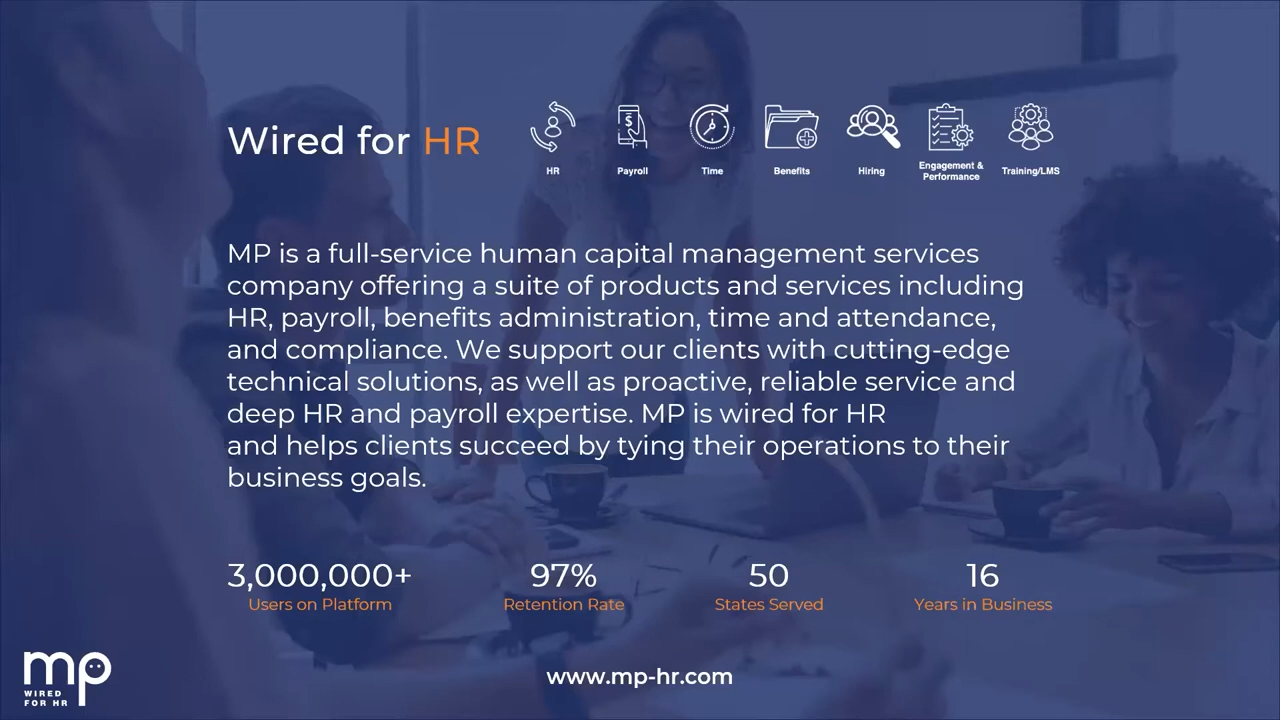 Wired for HR
HR
Payroll
Time
Benefits
Hiring
Engagement &
Performance
Training/LMS
MP is a full-service human capital management services
company offering a suite of products and services including
HR, payroll, benefits administration, time and attendance,
and compliance. We support our clients with cutting-edge
technical solutions, as well as proactive, reliable service and
deep HR and payroll expertise. MP is wired for HR
and helps clients succeed by tying their operations to their
business goals.
3,000,000+
Users on Platform
97%
Retention Rate
50
States Served
16
Years in Business
mp
WIRED
FOR HR
www.mp-hr.com